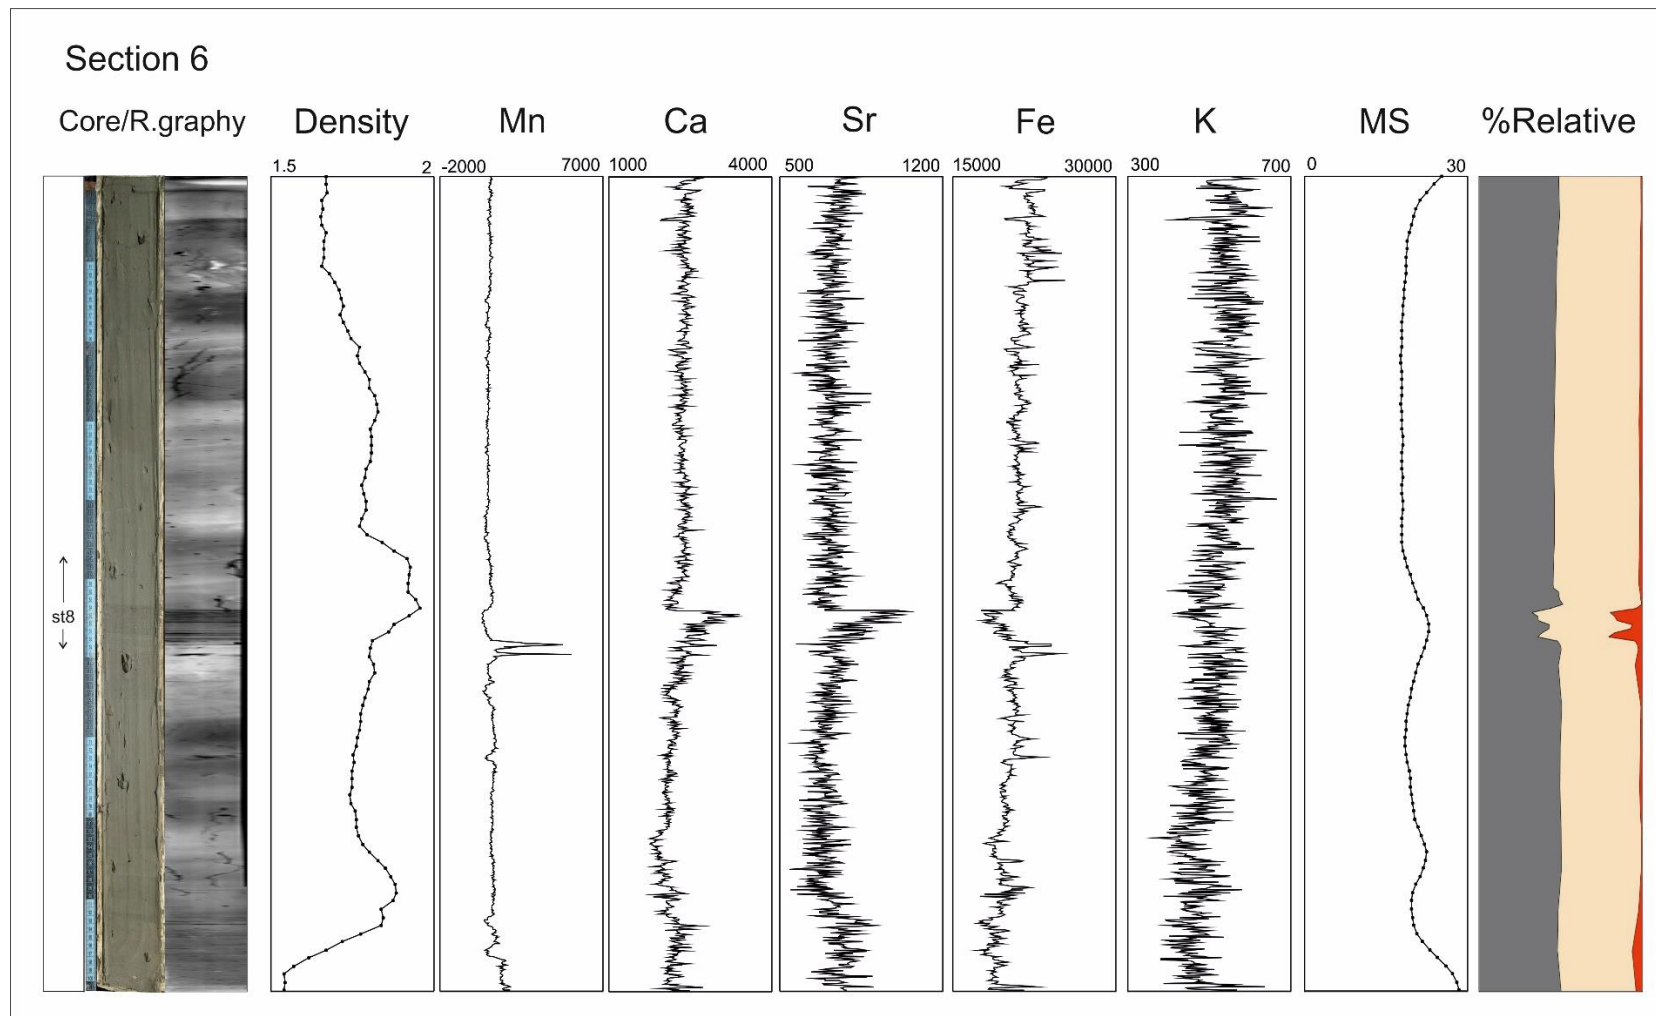 Section 6
Core/R.graphy Density Mn Ca Sr Fe K MS %Relative
1.5 2 -2000 7000 1000 4000 500 1200 15000 30000 300 700 0 30
st8